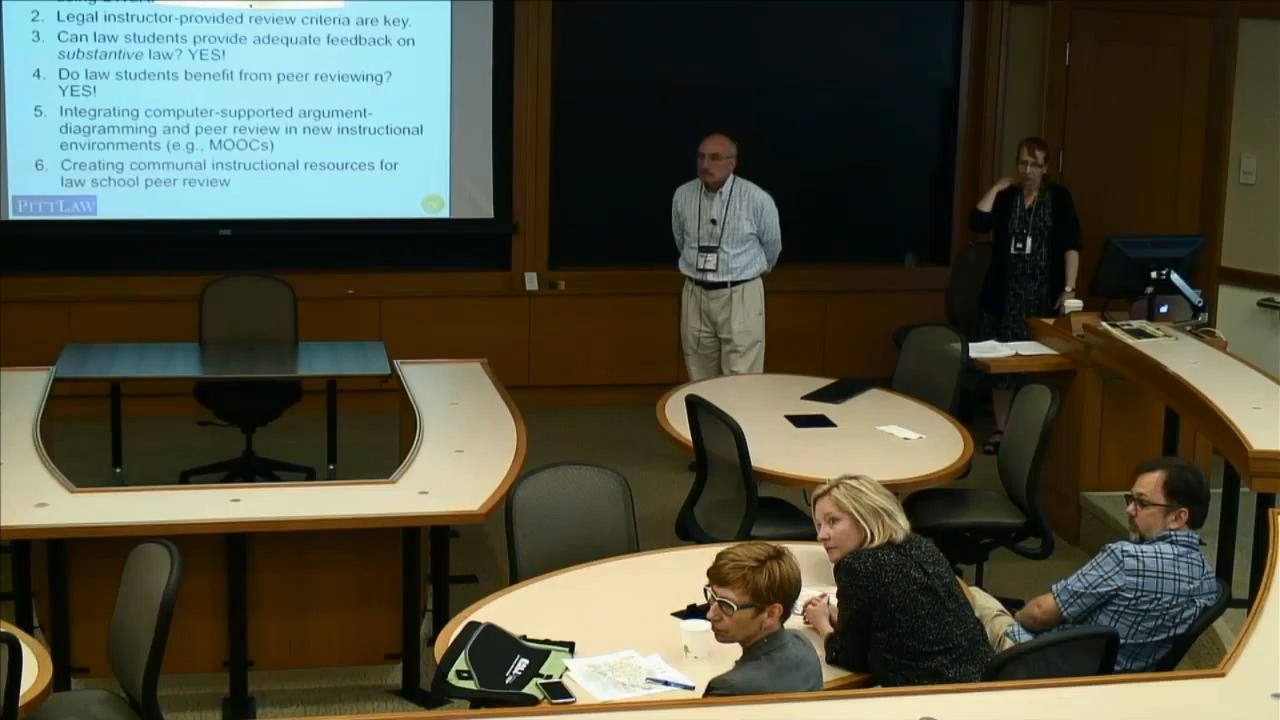 2. Legal instructor-provided review criteria are key.
3. Can law students provide adequate feedback on
substantive law? YES!
4. Do law students benefit from peer reviewing?
YES!
5. Integrating computer-supported argument-
diagramming and peer review in new instructional
environments (e.g., MOOCs)
6. Creating communal instructional resources for
law school peer review
PITTLAW